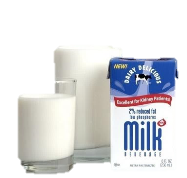 NEW!
DAIRY DELICIOUS
Excellent for Kidney Patients!
2% reduced fat
low phosphorus
Milk
BEVERAGE